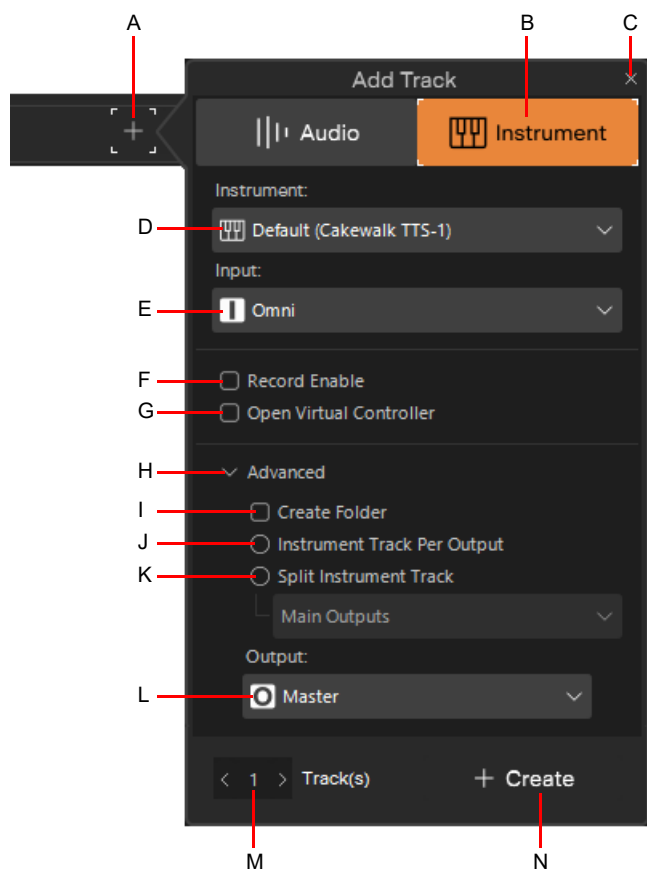 A
B
C
Add Track
Audio
Instrument
Instrument:
D
Default (Cakewalk TTS-1)
Input:
E
Omni
F
Record Enable
G
Open Virtual Controller
H
Advanced
I
Create Folder
J
Instrument Track Per Output
K
Split Instrument Track
Main Outputs
Output:
L
Master
1 Track(s)
+ Create
M
N